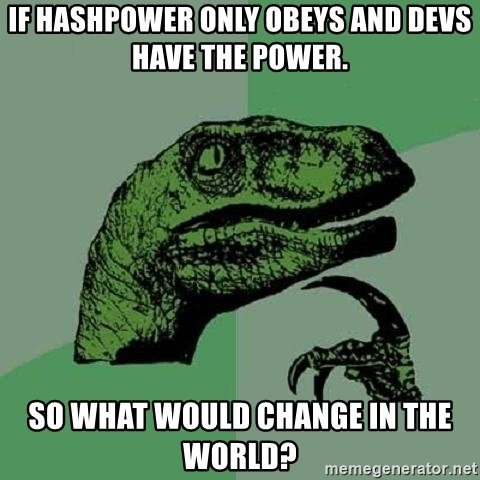 IF HASHPOWER ONLY OBEYS AND DEVS
HAVE THE POWER.
SO WHAT WOULD CHANGE IN THE
WORLD?
memegenerator.net